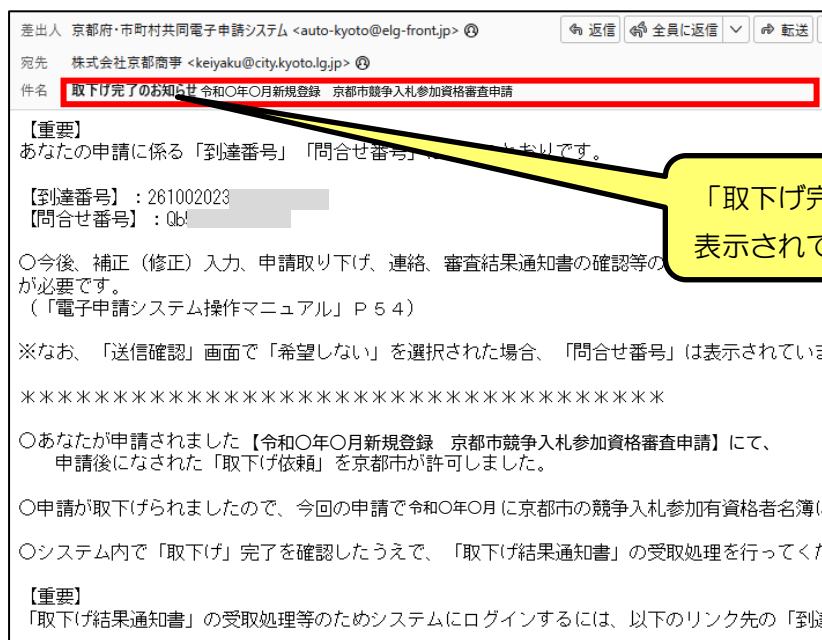 差出人 京都府・市町村共同電子申請システム <auto-kyoto@elg-front.jp>
返信 全員に返信 転送
宛先 株式会社京都商事 <keiyaku@city.kyoto.lg.jp>
件名 取下げ完了のお知らせ 令和〇年〇月新規登録 京都市競争入札参加資格審査申請
【重要】
あなたの申請に係る「到達番号」「問合せ番号」は
とおりです。
「取下げ完
表示されて
【到達番号】:261002023
【問合せ番号】:Qb
〇今後、補正(修正)入力、申請取り下げ、連絡、審査結果通知書の確認等の
が必要です。
(「電子申請システム操作マニュアル」P54)
※なお、「送信確認」画面で「希望しない」を選択された場合、「問合せ番号」は表示されていま
***********************************
〇あなたが申請されました【令和〇年〇月新規登録 京都市競争入札参加資格審査申請】にて、
申請後になされた「取下げ依頼」を京都市が許可しました。
〇申請が取下げられましたので、今回の申請で令和〇年〇月に京都市の競争入札参加有資格者名簿に
〇システム内で「取下げ」完了を確認したうえで、「取下げ結果通知書」の受取処理を行ってくだ
【重要】
「取下げ結果通知書」の受取処理等のためシステムにログインするには、以下のリンク先の「到達